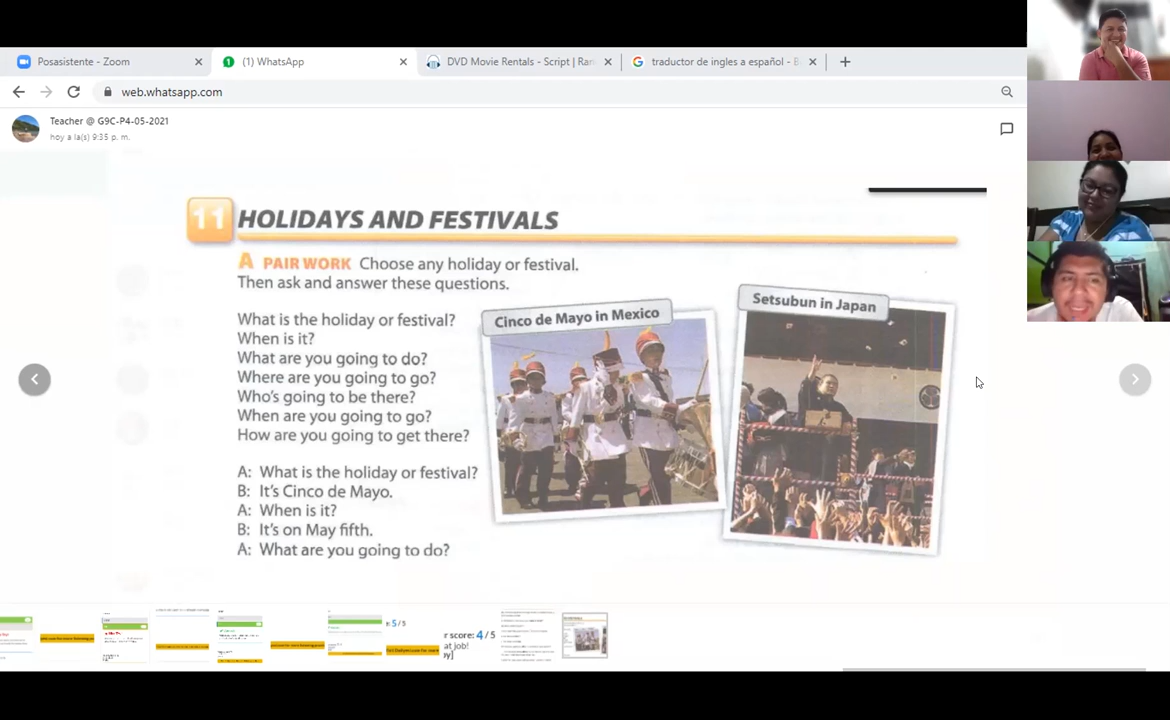 Posasistente - Zoom
(1) WhatsApp
DVD Movie Rentals - Script | Ran
traductor de ingles a español - B
web.whatsapp.com
Teacher @ G9C-P4-05-2021
hoy a la(s) 9:35 p. m.
11 HOLIDAYS AND FESTIVALS
A PAIR WORK Choose any holiday or festival.
Then ask and answer these questions.
What is the holiday or festival?
When is it?
What are you going to do?
Where are you going to go?
Who's going to be there?
When are you going to go?
How are you going to get there?
A: What is the holiday or festival?
B: It's Cinco de Mayo.
A: When is it?
B: It's on May fifth.
A: What are you going to do?
Cinco de Mayo in Mexico
Setsubun in Japan
5/5
r score: 4/5
at job!